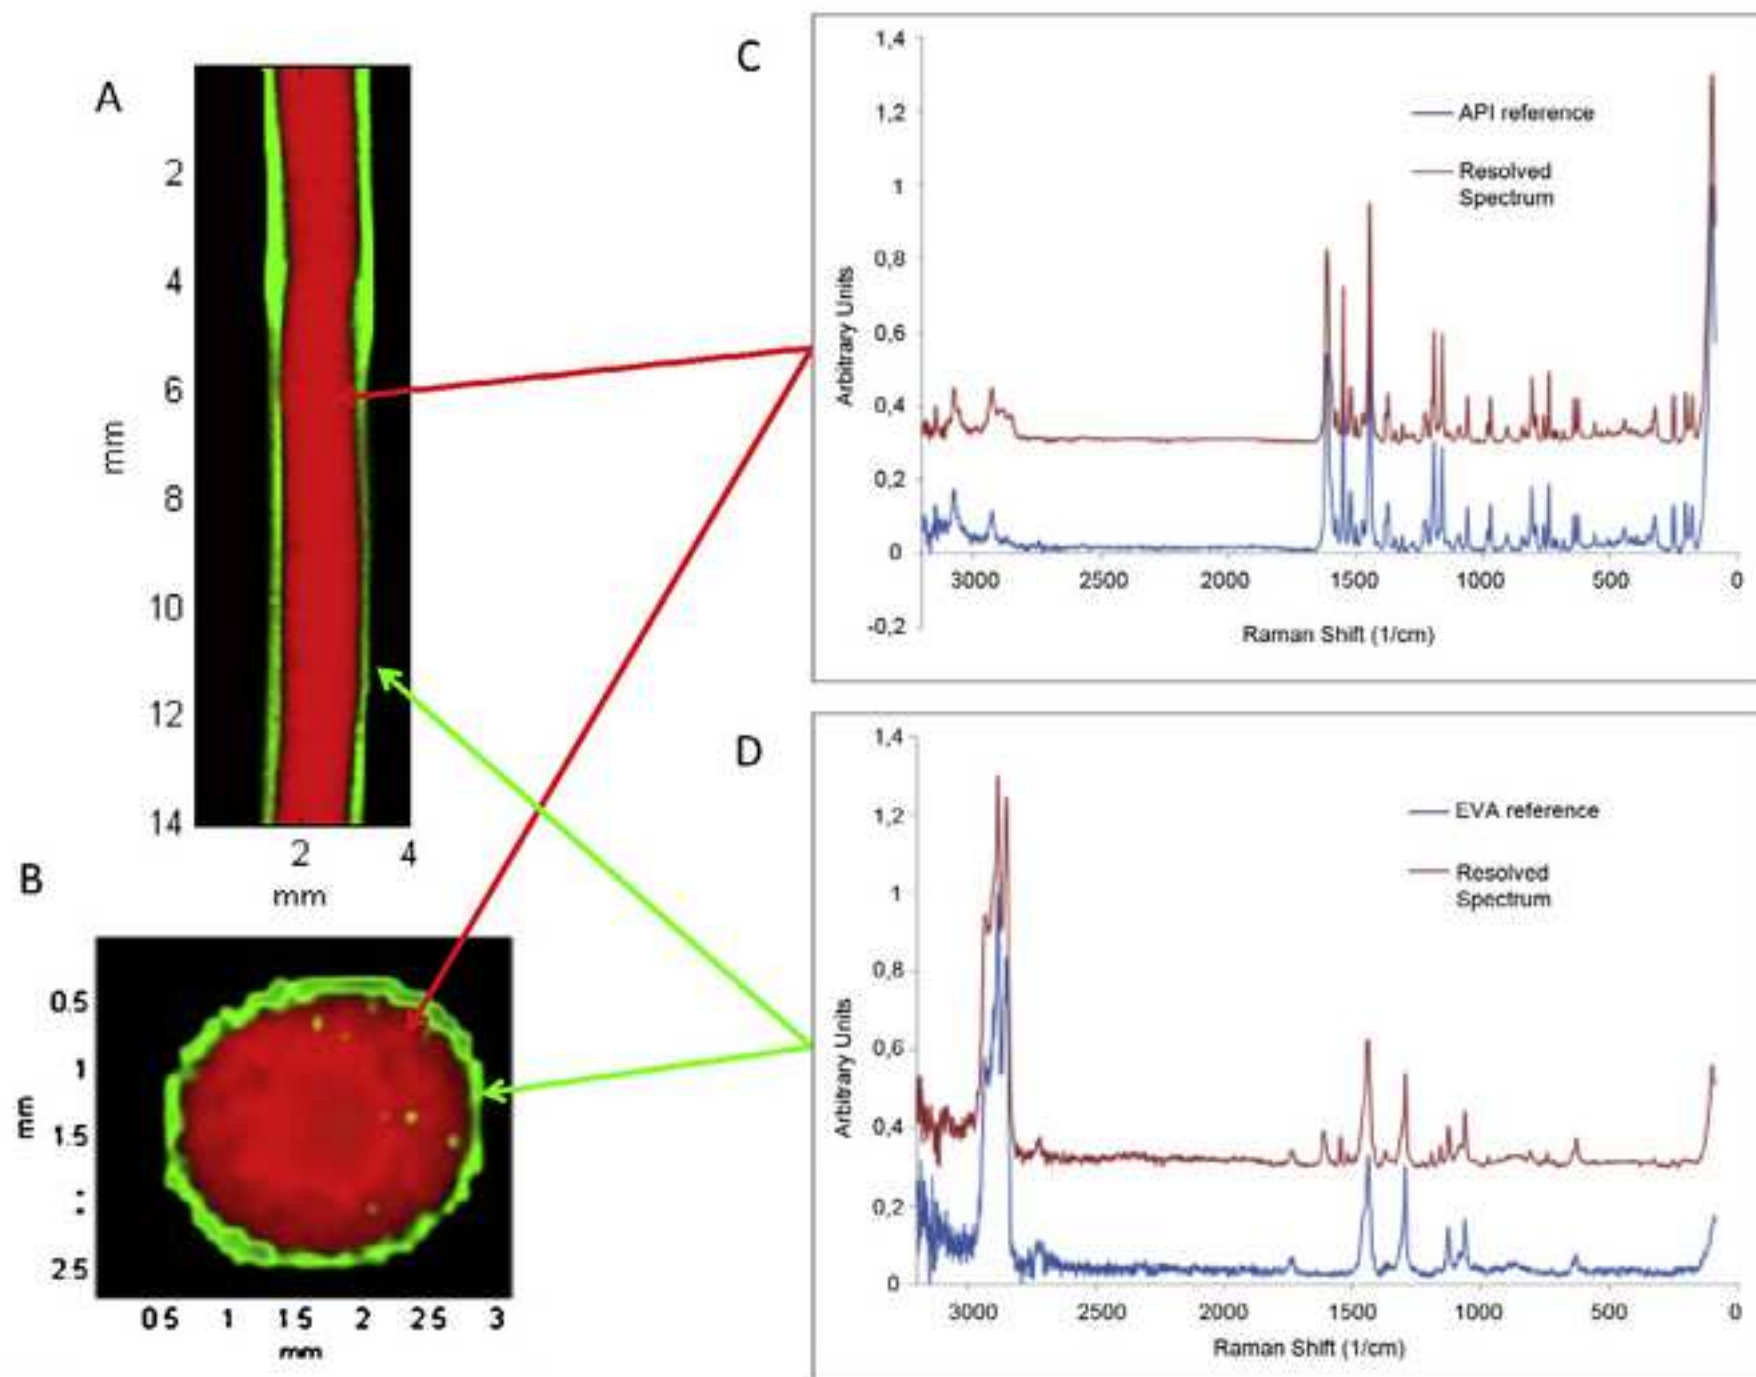 A
2
4
6
8
10
12
14
mm
2
4
mm
B
0.5
1
1.5
2.5
mm
0 5
1
1 5
2
2 5
3
mm
C
1,4
1,2
1
0,8
0,6
0,4
0,2
0
-0,2
Arbitrary Units
API reference
Resolved
Spectrum
3000
2500
2000
1500
1000
500
0
Raman Shift (1/cm)
D
1,4
1,2
1
0,8
0,6
0,4
0,2
0
Arbitrary Units
EVA reference
Resolved
Spectrum
3000
2500
2000
1500
1000
500
0
Raman Shift (1/cm)